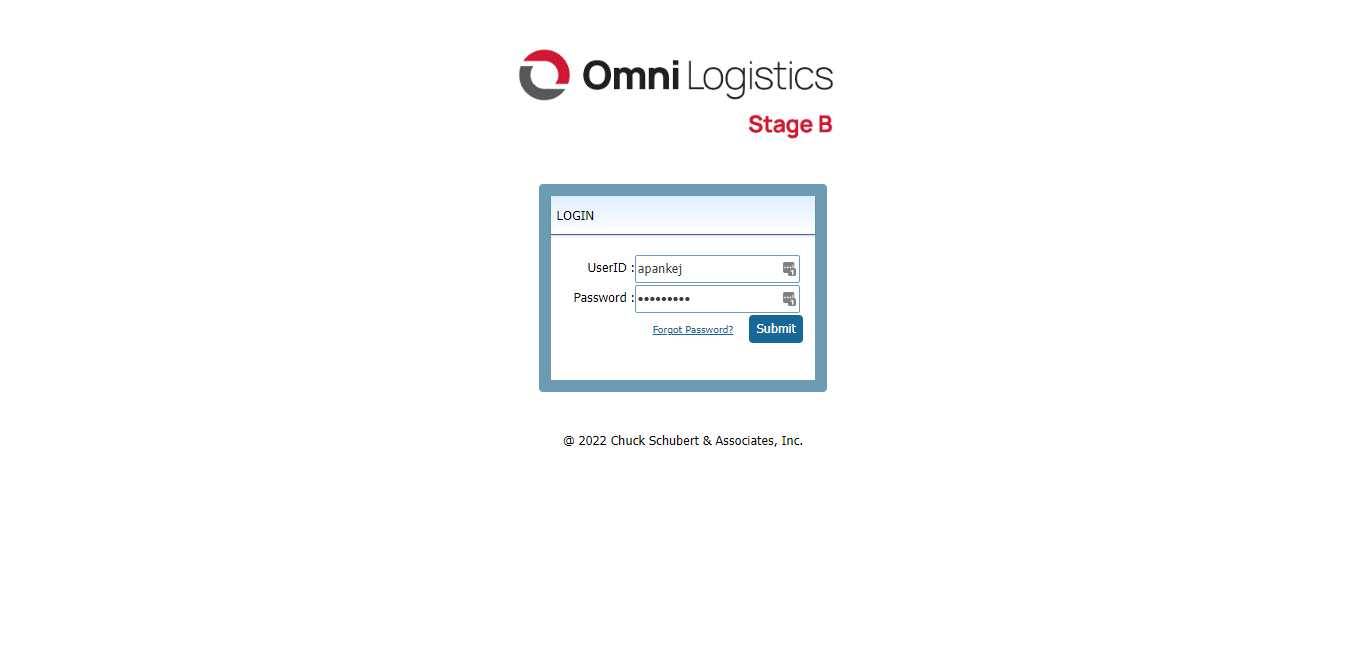 Omni Logistics
Stage B
LOGIN
UserID : apankej
Password : •••••••••
Forgot Password? Submit
@ 2022 Chuck Schubert & Associates, Inc.